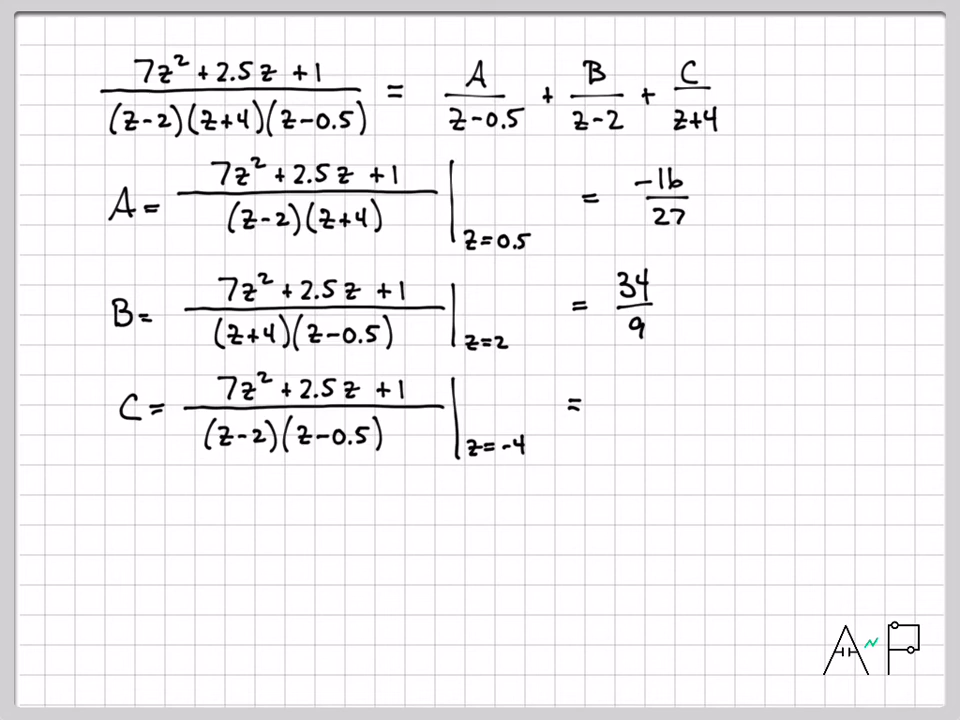 7z² + 2.5z + 1 / (z-2)(z+4)(z-0.5) = A / z-0.5 + B / z-2 + C / z+4
A = 7z² + 2.5z + 1 / (z-2)(z+4) | z=0.5 = -16 / 27
B = 7z² + 2.5z + 1 / (z+4)(z-0.5) | z=2 = 34 / 9
C = 7z² + 2.5z + 1 / (z-2)(z-0.5) | z=-4 =
A~P